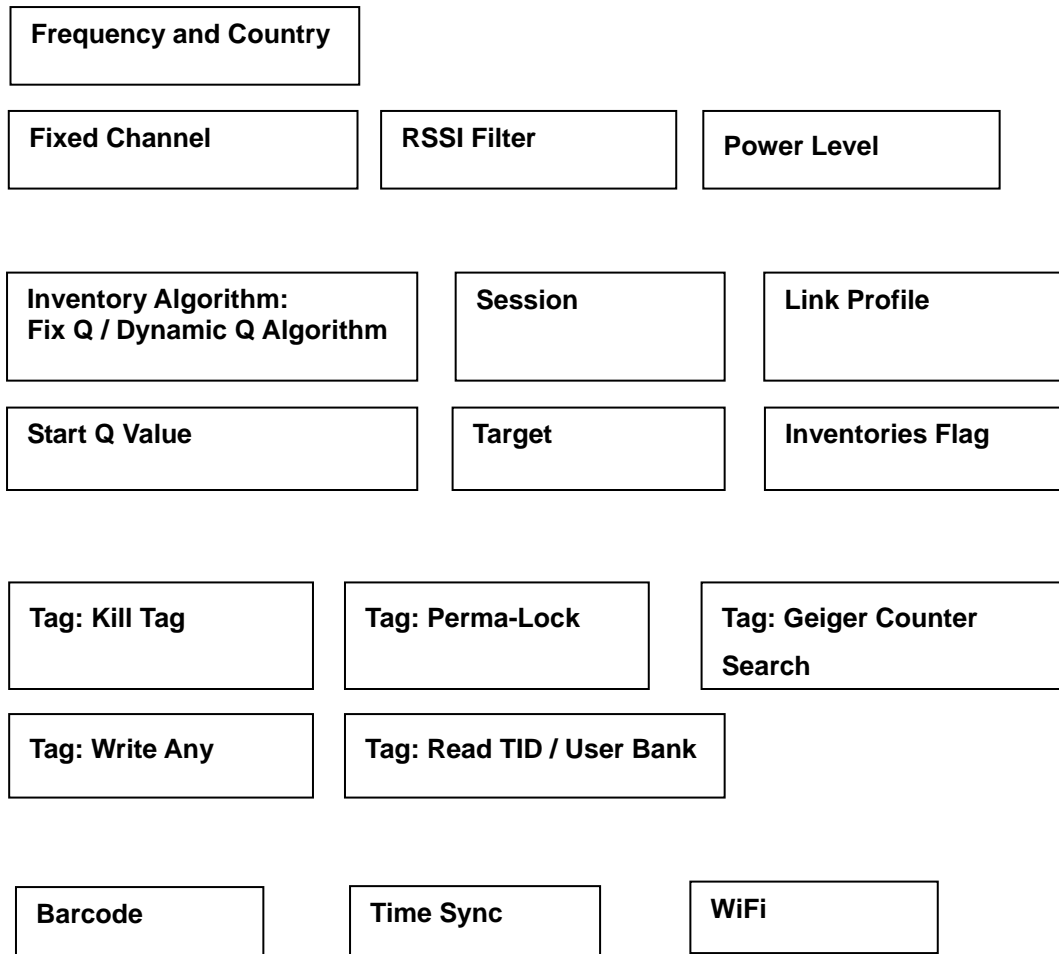 Frequency and Country
Fixed Channel
RSSI Filter
Power Level
Inventory Algorithm:
Fix Q / Dynamic Q Algorithm
Session
Link Profile
Start Q Value
Target
Inventories Flag
Tag: Kill Tag
Tag: Perma-Lock
Tag: Geiger Counter
Search
Tag: Write Any
Tag: Read TID / User Bank
Barcode
Time Sync
WiFi